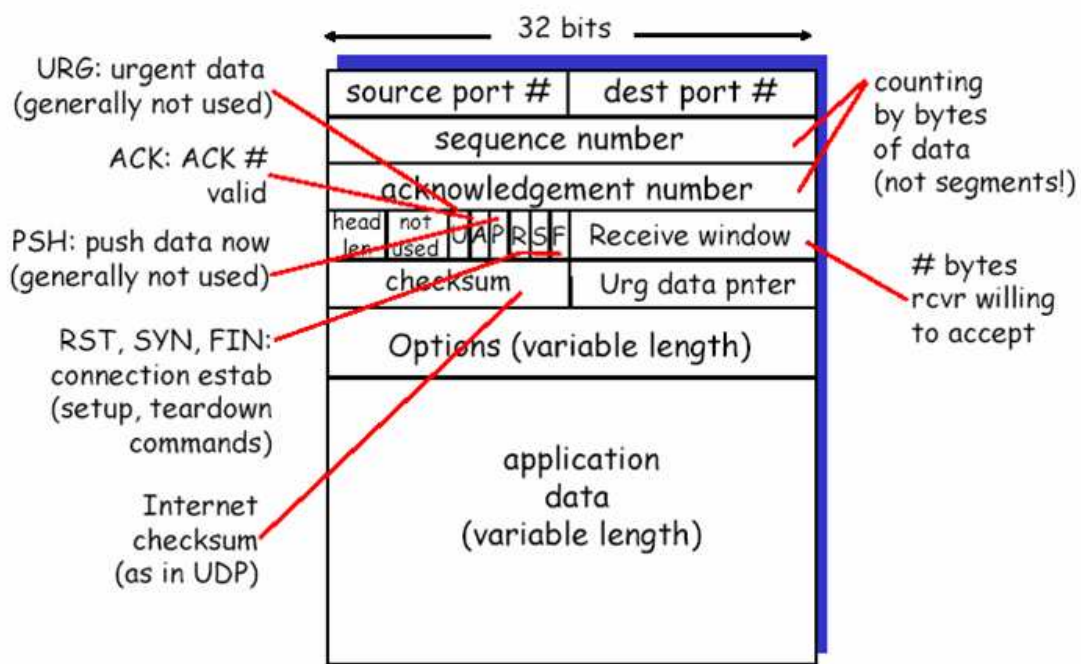 32 bits
URG: urgent data
(generally not used)
ACK: ACK #
valid
PSH: push data now
(generally not used)
RST, SYN, FIN:
connection estab
(setup, teardown
commands)
Internet
checksum
(as in UDP)
source port #
dest port #
sequence number
acknowledgement number
head
len
not
used
U
A
P
R
S
F
Receive window
checksum
Urg data pnter
Options (variable length)
application
data
(variable length)
counting
by bytes
of data
(not segments!)
# bytes
rcvr willing
to accept